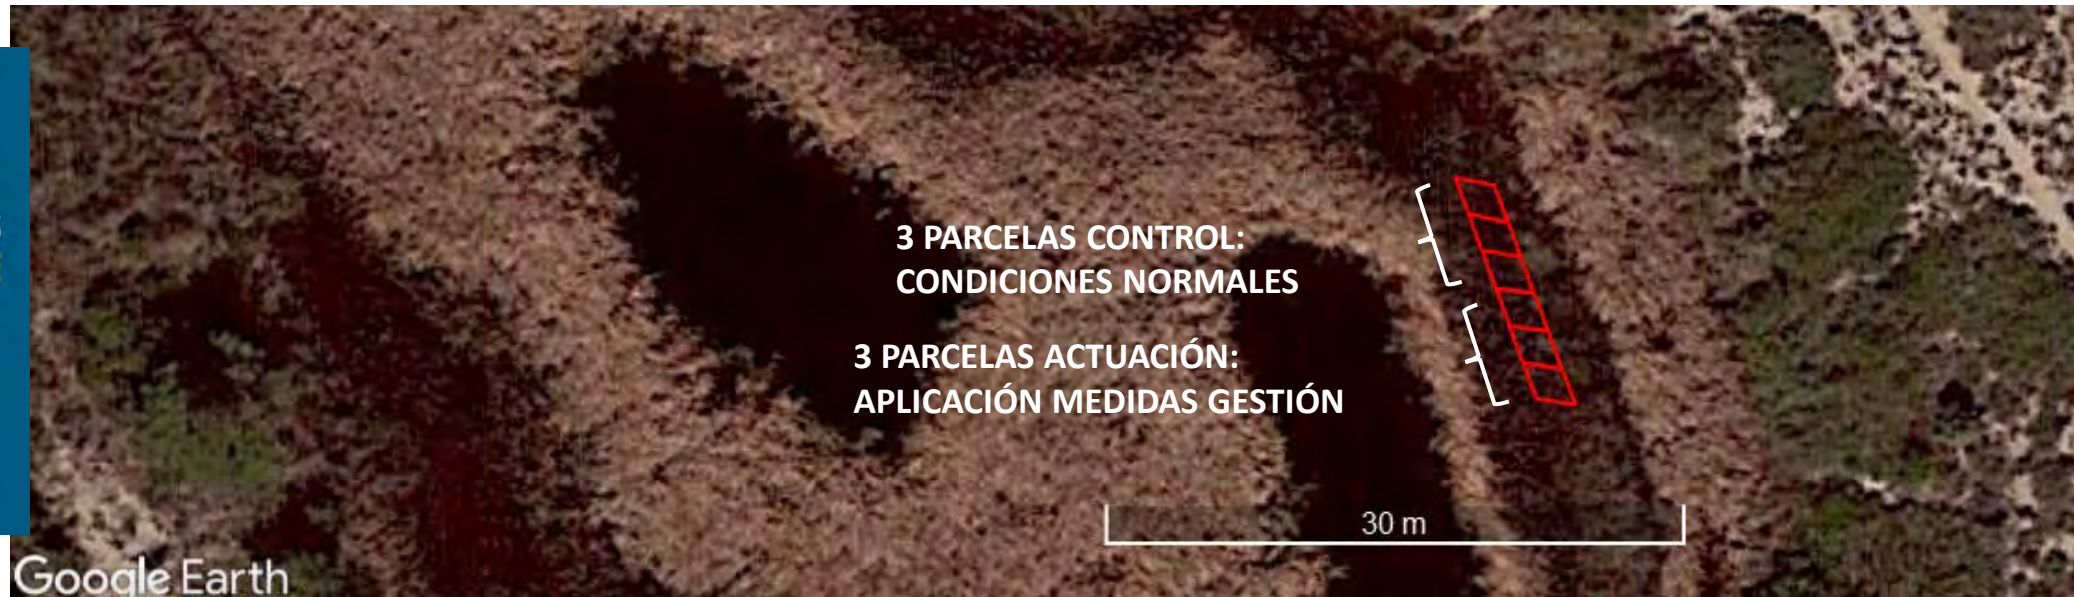 3 PARCELAS CONTROL:
CONDICIONES NORMALES
3 PARCELAS ACTUACIÓN:
APLICACIÓN MEDIDAS GESTIÓN
30 m
Google Earth